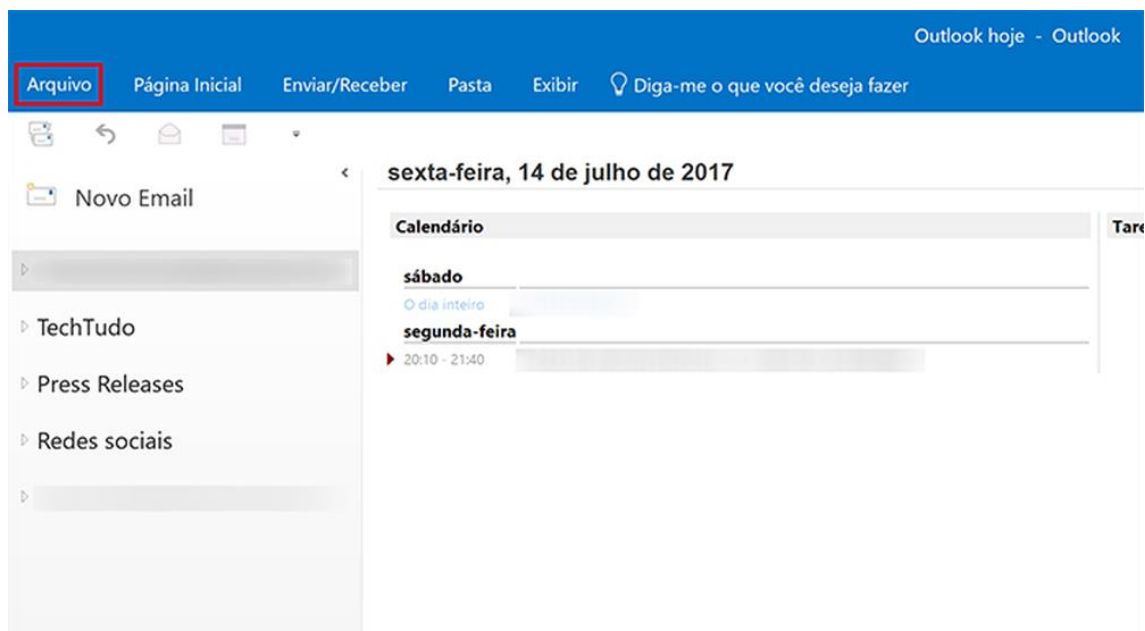 Outlook hoje - Outlook
Arquivo Página Inicial Enviar/Receber Pasta Exibir Diga-me o que você deseja fazer
Novo Email
TechTudo
Press Releases
Redes sociais
sexta-feira, 14 de julho de 2017
Calendário
sábado
O dia inteiro
segunda-feira
20:10 - 21:40
Tare